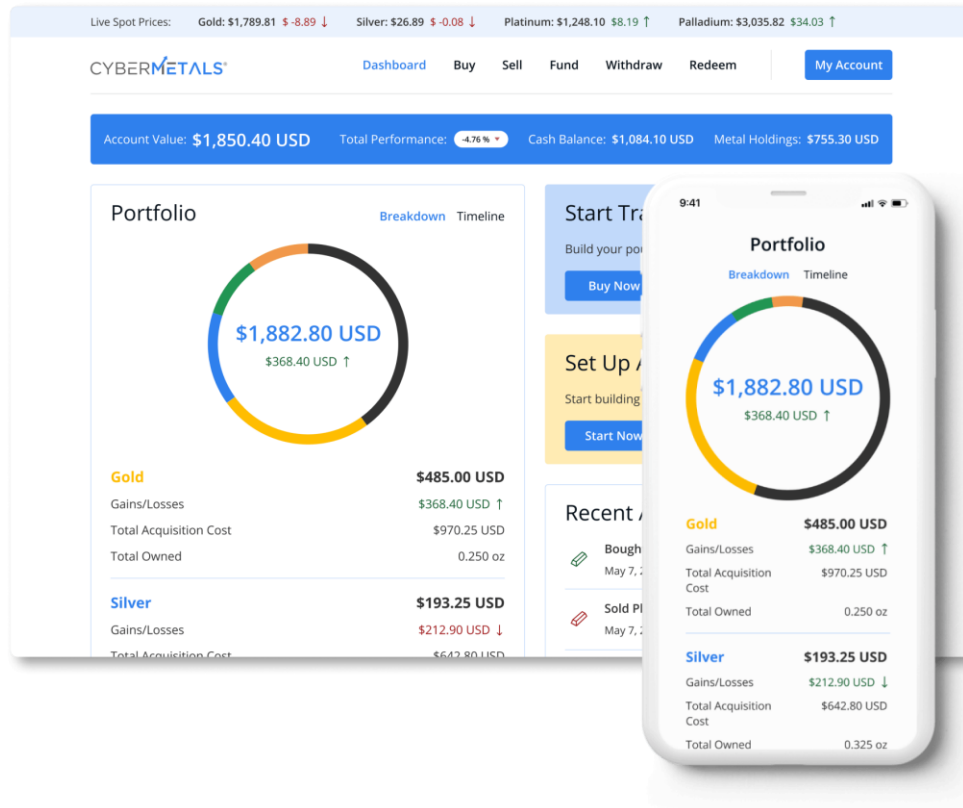 Live Spot Prices: Gold: $1,789.81 $ -8.89 ↓ Silver: $26.89 $ -0.08 ↓ Platinum: $1,248.10 $8.19 ↑ Palladium: $3,035.82 $34.03 ↑
CYBERMETALS®
Dashboard Buy Sell Fund Withdraw Redeem My Account
Account Value: $1,850.40 USD Total Performance: -4.76 % Cash Balance: $1,084.10 USD Metal Holdings: $755.30 USD
Portfolio
Breakdown Timeline
$1,882.80 USD
$368.40 USD ↑
Gold $485.00 USD
Gains/Losses $368.40 USD ↑
Total Acquisition Cost $970.25 USD
Total Owned 0.250 oz
Silver $193.25 USD
Gains/Losses $212.90 USD ↓
Total Acquisition Cost $642.80 USD
Start
Build your
Buy Now
Set Up
Start building
Start Now
Recent
May 7,
Sold
May 7,
9:41
Portfolio
Breakdown Timeline
$1,882.80 USD
$368.40 USD ↑
Gold $485.00 USD
Gains/Losses $368.40 USD ↑
Total Acquisition $970.25 USD
Cost
Total Owned 0.250 oz
Silver $193.25 USD
Gains/Losses $212.90 USD ↓
Total Acquisition $642.80 USD
Cost
Total Owned 0.325 oz